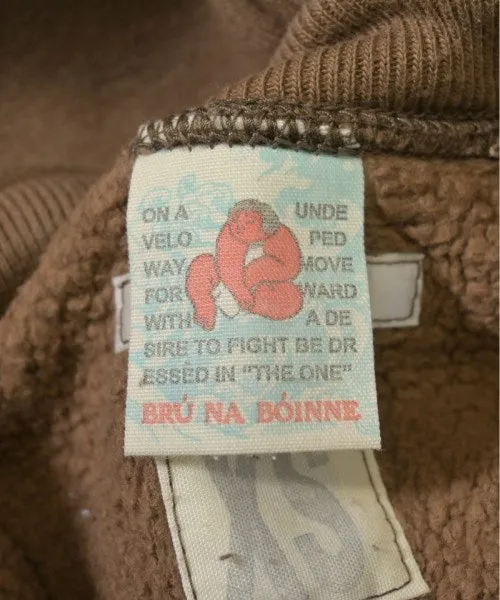 ON A UNDE
VELO PED
WAY MOVE
FOR WARD
WITH A DE
SIRE TO FIGHT BE DR
ESSED IN "THE ONE"
BRÚ NA BÓINNE
XS